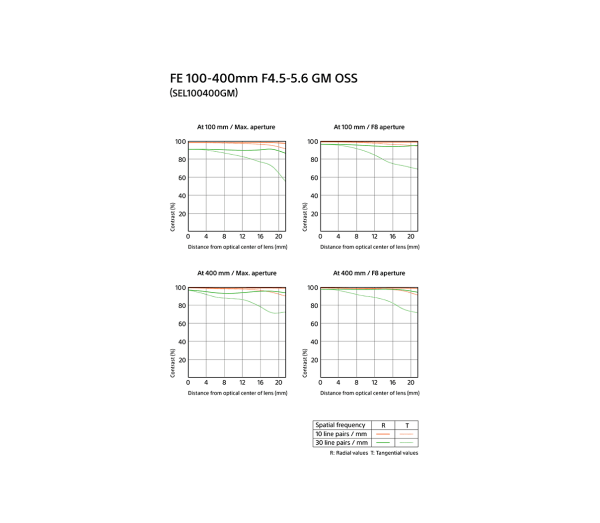 FE 100-400mm F4.5-5.6 GM OSS
(SEL100400GM)
At 100 mm / Max. aperture
At 100 mm / F8 aperture
100
80
60
40
20
Contrast (%)
0 4 8 12 16 20
Distance from optical center of lens (mm)
100
80
60
40
20
Contrast (%)
0 4 8 12 16 20
Distance from optical center of lens (mm)
At 400 mm / Max. aperture
At 400 mm / F8 aperture
100
80
60
40
20
Contrast (%)
0 4 8 12 16 20
Distance from optical center of lens (mm)
100
80
60
40
20
Contrast (%)
0 4 8 12 16 20
Distance from optical center of lens (mm)
Spatial frequency R T
10 line pairs / mm
30 line pairs / mm
R: Radial values T: Tangential values